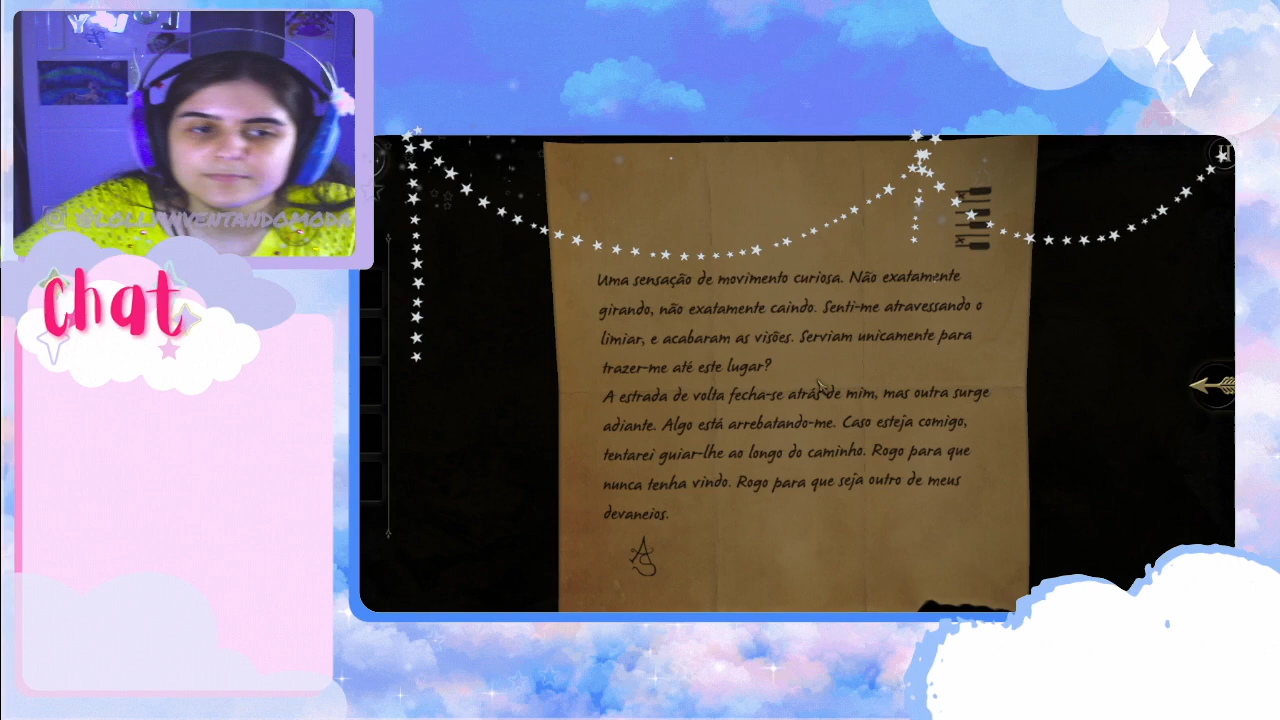 @LOLLYINVENTANDOMODA
Chat
Uma sensação de movimento curiosa. Não exatamente
girando, não exatamente caindo. Senti-me atravessando o
limiar, e acabaram as visões. Serviam unicamente para
trazer-me até este lugar?
A estrada de volta fecha-se atrás de mim, mas outra surge
adiante. Algo está arrebatando-me. Caso esteja comigo,
tentarei guiar-lhe ao longo do caminho. Rogo para que
nunca tenha vindo. Rogo para que seja outro de meus
devaneios.
AS